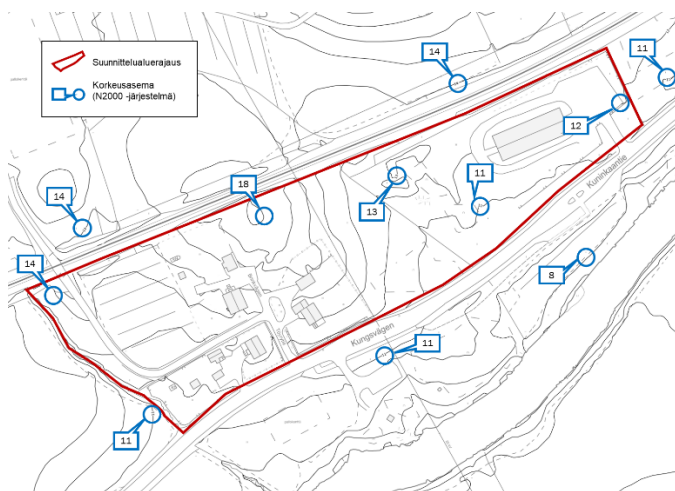 Suunnittelualuerajaus
Korkeusasema
(N2000 -järjestelmä)
14
11
12
11
13
18
14
14
8
11
11
Kuninkaantie
Kungsvägen